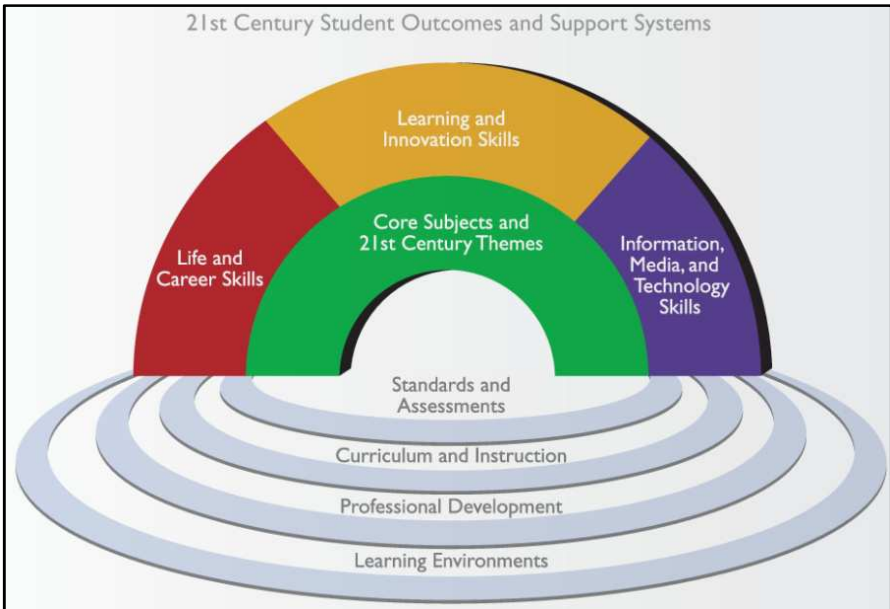 21st Century Student Outcomes and Support Systems
Learning and
Innovation Skills
Core Subjects and
21st Century Themes
Life and
Career Skills
Information,
Media, and
Technology
Skills
Standards and
Assessments
Curriculum and Instruction
Professional Development
Learning Environments